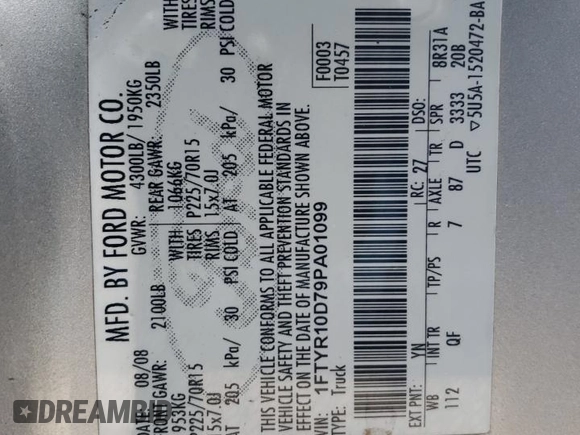 MFD. BY FORD MOTOR CO.
DATE: 08/08 GVWR: 4300LB/ 1950KG
FRONT GAWR: 2100LB REAR GAWR: 2350LB
953KG WITH 1066KG WITH
P225/70R15 TIRES P225/70R15 TIRES
15x7.0J RIMS 15x7.0J RIMS
AT 205 kPa/ 30 PSI COLD AT 205 kPa/ 30 PSI COLD
THIS VEHICLE CONFORMS TO ALL APPLICABLE FEDERAL MOTOR
VEHICLE SAFETY AND THEFT PREVENTION STANDARDS IN
EFFECT ON THE DATE OF MANUFACTURE SHOWN ABOVE.
VIN: 1FTYR10D79PA01099 F0003
TYPE: Truck T0457
EXT PNT: YN RC: 27 DSO:
WB INT TR TP/PS R AXLE TR SPR 8R31A
112 QF 7 87 D 3333 20B
UTC ▽5U5A-1520472-BA
DREAMBID